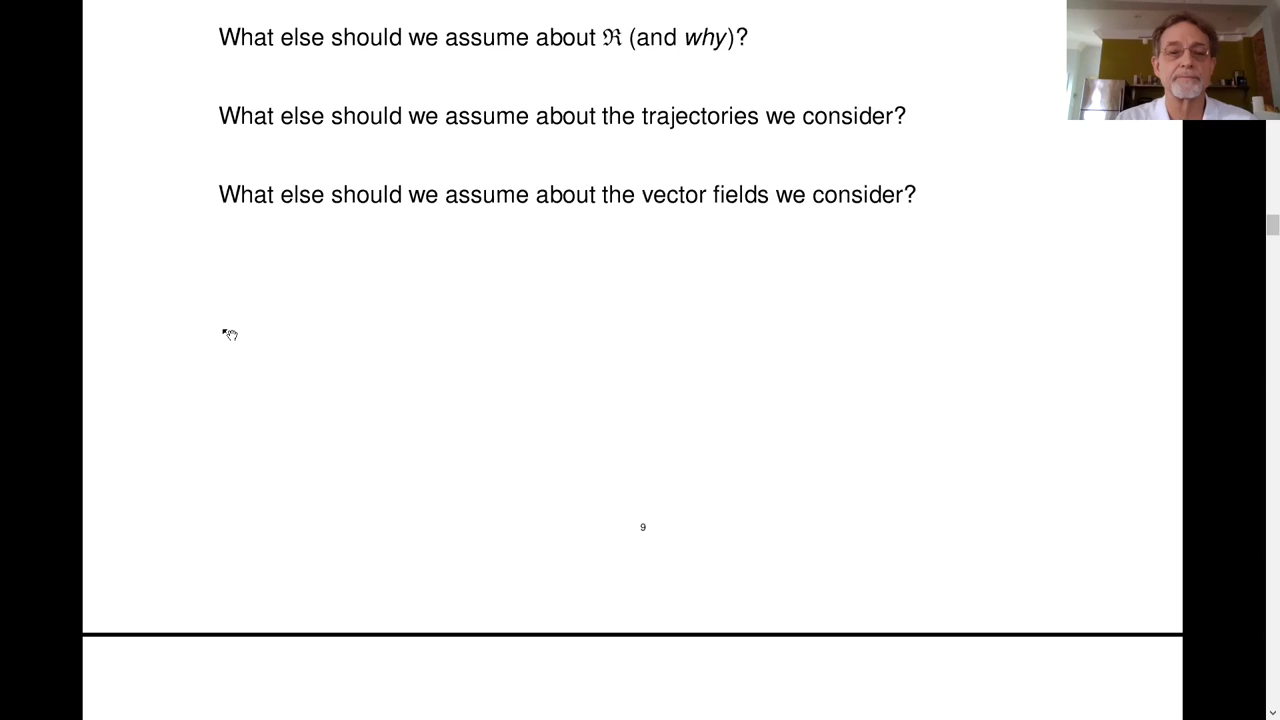 What else should we assume about ℜ (and why)?
What else should we assume about the trajectories we consider?
What else should we assume about the vector fields we consider?
9